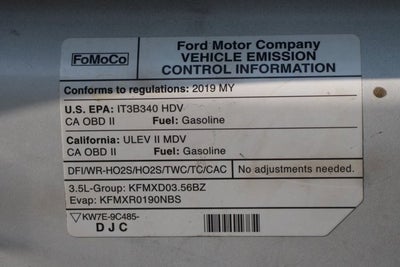 FoMoCo
Ford Motor Company
VEHICLE EMISSION
CONTROL INFORMATION
Conforms to regulations: 2019 MY
U.S. EPA: IT3B340 HDV
CA OBD II Fuel: Gasoline
California: ULEV II MDV
CA OBD II Fuel: Gasoline
DFI/WR-HO2S/HO2S/TWC/TC/CAC
No adjustments needed.
3.5L-Group: KFMXD03.56BZ
Evap: KFMXR0190NBS
KW7E-9C485-
DJC